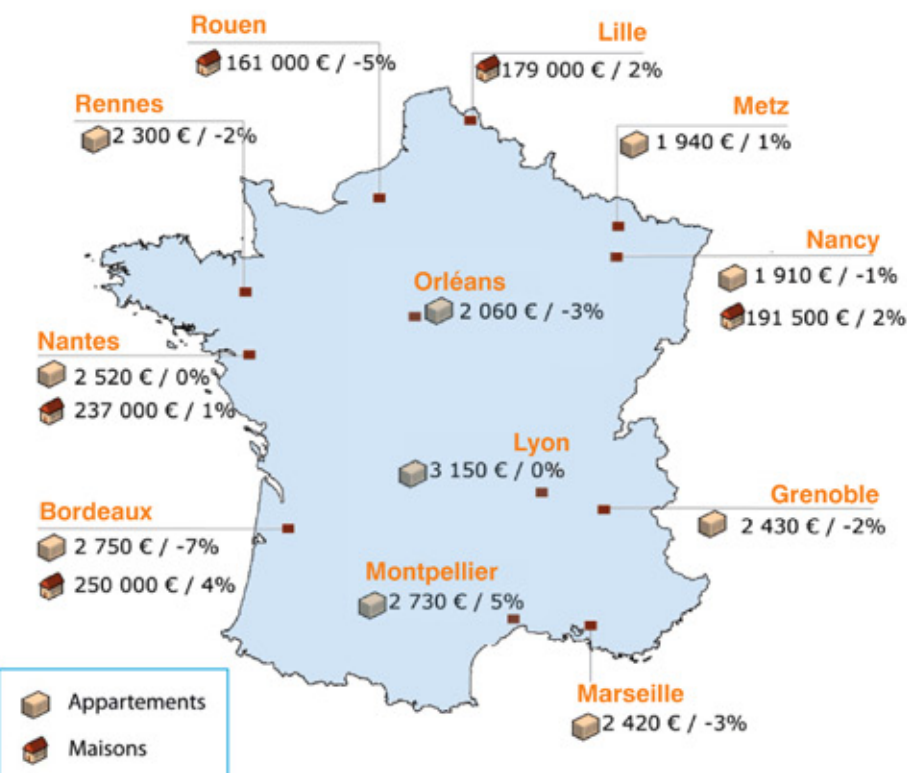 Rouen
161 000 € / -5%
Lille
179 000 € / 2%
Rennes
2 300 € / -2%
Metz
1 940 € / 1%
Nancy
1 910 € / -1%
191 500 € / 2%
Orléans
2 060 € / -3%
Nantes
2 520 € / 0%
237 000 € / 1%
Lyon
3 150 € / 0%
Grenoble
2 430 € / -2%
Bordeaux
2 750 € / -7%
250 000 € / 4%
Montpellier
2 730 € / 5%
Marseille
2 420 € / -3%
Appartements
Maisons